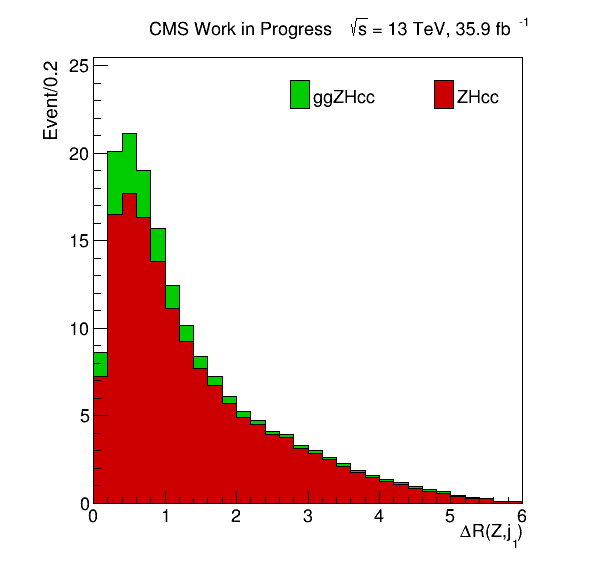 CMS Work in Progress √s = 13 TeV, 35.9 fb⁻¹
Event/0.2
ggZHcc ZHcc
25
20
15
10
5
0
0 1 2 3 4 5 6
ΔR(Z,j₁)